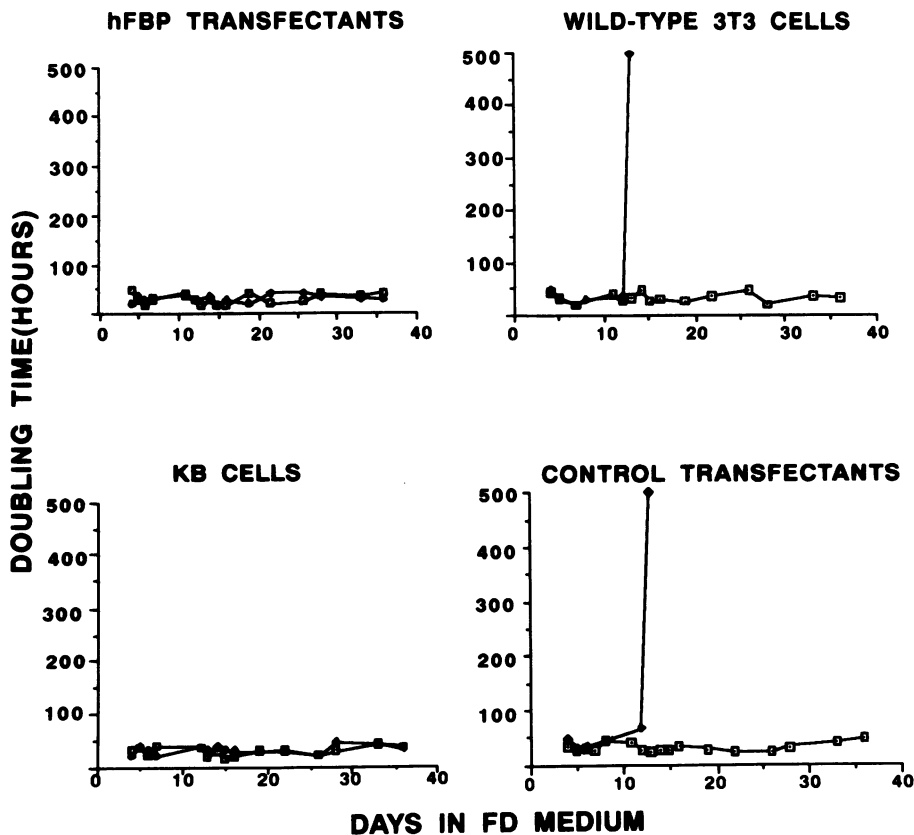 hFBP TRANSFECTANTS
WILD-TYPE 3T3 CELLS
500
400
300
200
100
0 10 20 30 40
500
400
300
200
100
0 10 20 30 40
DOUBLING TIME(HOURS)
KB CELLS
CONTROL TRANSFECTANTS
500
400
300
200
100
0 10 20 30 40
500
400
300
200
100
0 10 20 30 40
DAYS IN FD MEDIUM